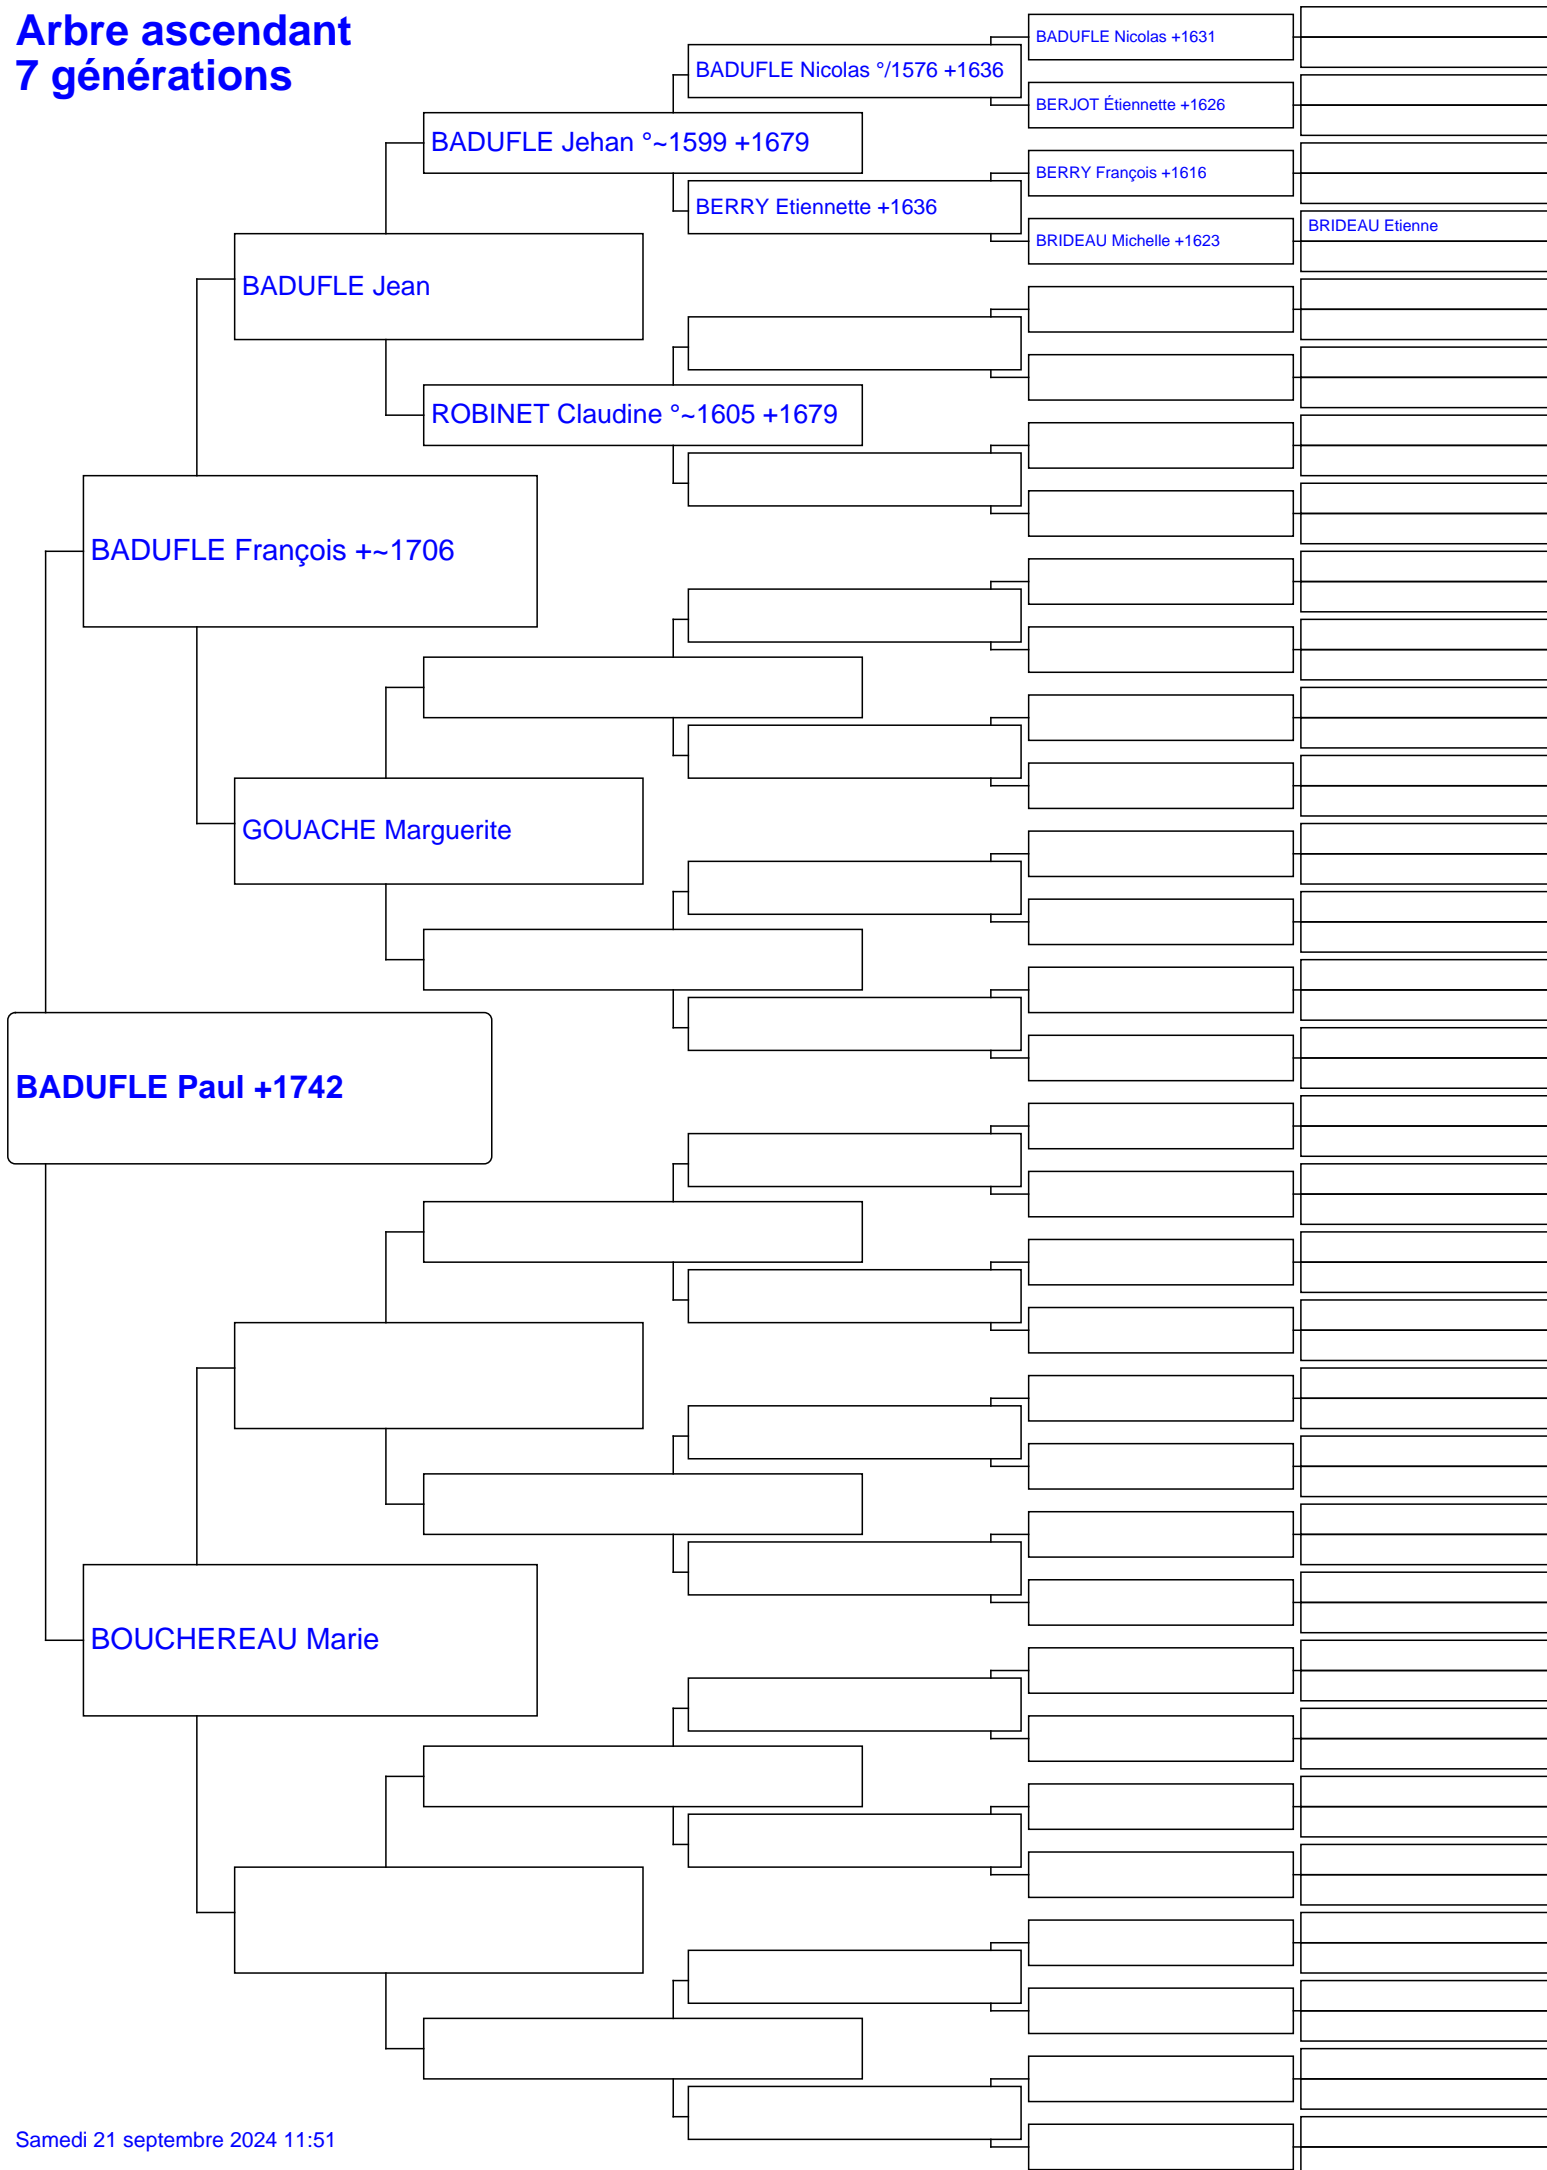 Arbre ascendant
7 générations
BADUFLE Nicolas +1631
BADUFLE Nicolas °/1576 +1636
BERJOT Étiennette +1626
BADUFLE Jehan °~1599 +1679
BERRY François +1616
BERRY Etiennette +1636
BRIDEAU Michelle +1623
BRIDEAU Etienne
BADUFLE Jean
ROBINET Claudine °~1605 +1679
BADUFLE François +~1706
GOUACHE Marguerite
BADUFLE Paul +1742
BOUCHEREAU Marie
Samedi 21 septembre 2024 11:51